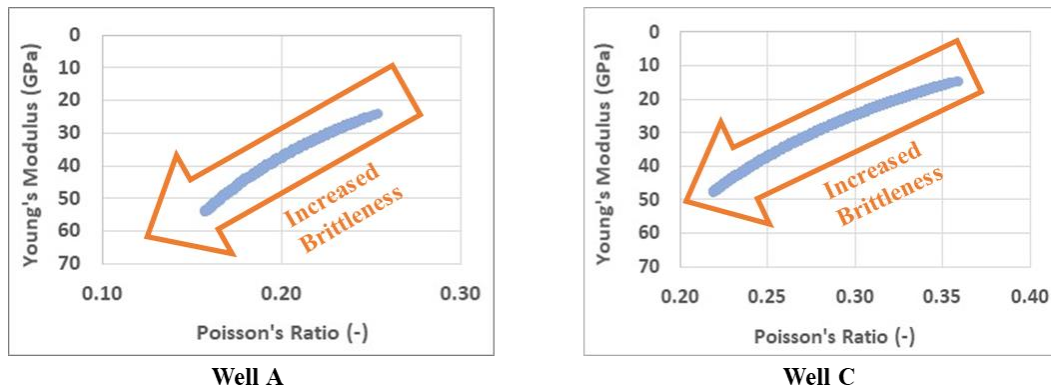 0
10
20
30
40
50
60
70
Young's Modulus (GPa)
Increased
Brittleness
0.10 0.20 0.30
Poisson's Ratio (-)
Well A
0
10
20
30
40
50
60
70
Young's Modulus (GPa)
Increased
Brittleness
0.20 0.25 0.30 0.35 0.40
Poisson's Ratio (-)
Well C